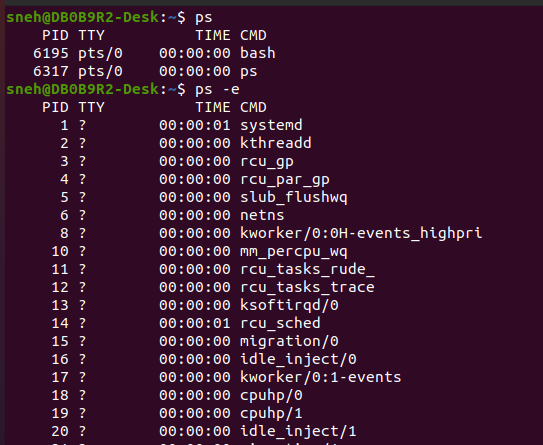 sneh@DB0B9R2-Desk:~$ ps
    PID TTY          TIME CMD
   6195 pts/0    00:00:00 bash
   6317 pts/0    00:00:00 ps
sneh@DB0B9R2-Desk:~$ ps -e
    PID TTY          TIME CMD
      1 ?        00:00:01 systemd
      2 ?        00:00:00 kthreadd
      3 ?        00:00:00 rcu_gp
      4 ?        00:00:00 rcu_par_gp
      5 ?        00:00:00 slub_flushwq
      6 ?        00:00:00 netns
      8 ?        00:00:00 kworker/0:0H-events_highpri
     10 ?        00:00:00 mm_percpu_wq
     11 ?        00:00:00 rcu_tasks_rude_
     12 ?        00:00:00 rcu_tasks_trace
     13 ?        00:00:00 ksoftirqd/0
     14 ?        00:00:01 rcu_sched
     15 ?        00:00:00 migration/0
     16 ?        00:00:00 idle_inject/0
     17 ?        00:00:00 kworker/0:1-events
     18 ?        00:00:00 cpuhp/0
     19 ?        00:00:00 cpuhp/1
     20 ?        00:00:00 idle_inject/1